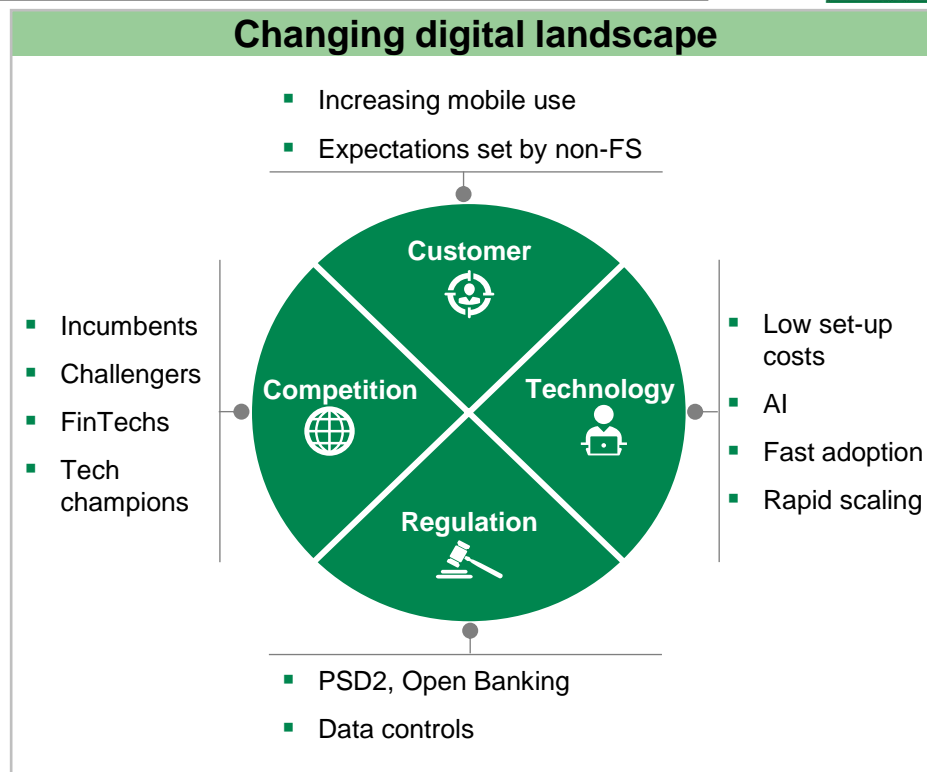 Changing digital landscape
Increasing mobile use
Expectations set by non-FS
Customer
Incumbents
Challengers
FinTechs
Tech
champions
Competition
Technology
Low set-up
costs
AI
Fast adoption
Rapid scaling
Regulation
PSD2, Open Banking
Data controls